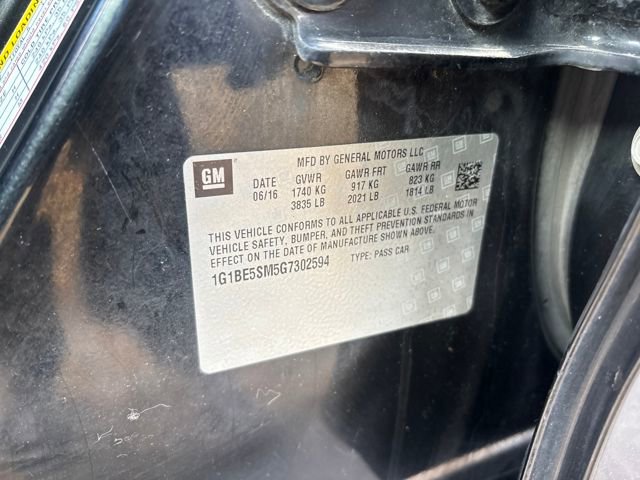 GM
MFD BY GENERAL MOTORS LLC
DATE GVWR GAWR FRT GAWR RR
06/16 1740 KG 917 KG 823 KG
3835 LB 2021 LB 1814 LB
THIS VEHICLE CONFORMS TO ALL APPLICABLE U.S. FEDERAL MOTOR
VEHICLE SAFETY, BUMPER, AND THEFT PREVENTION STANDARDS IN
EFFECT ON THE DATE OF MANUFACTURE SHOWN ABOVE.
1G1BE5SM5G7302594 TYPE: PASS CAR